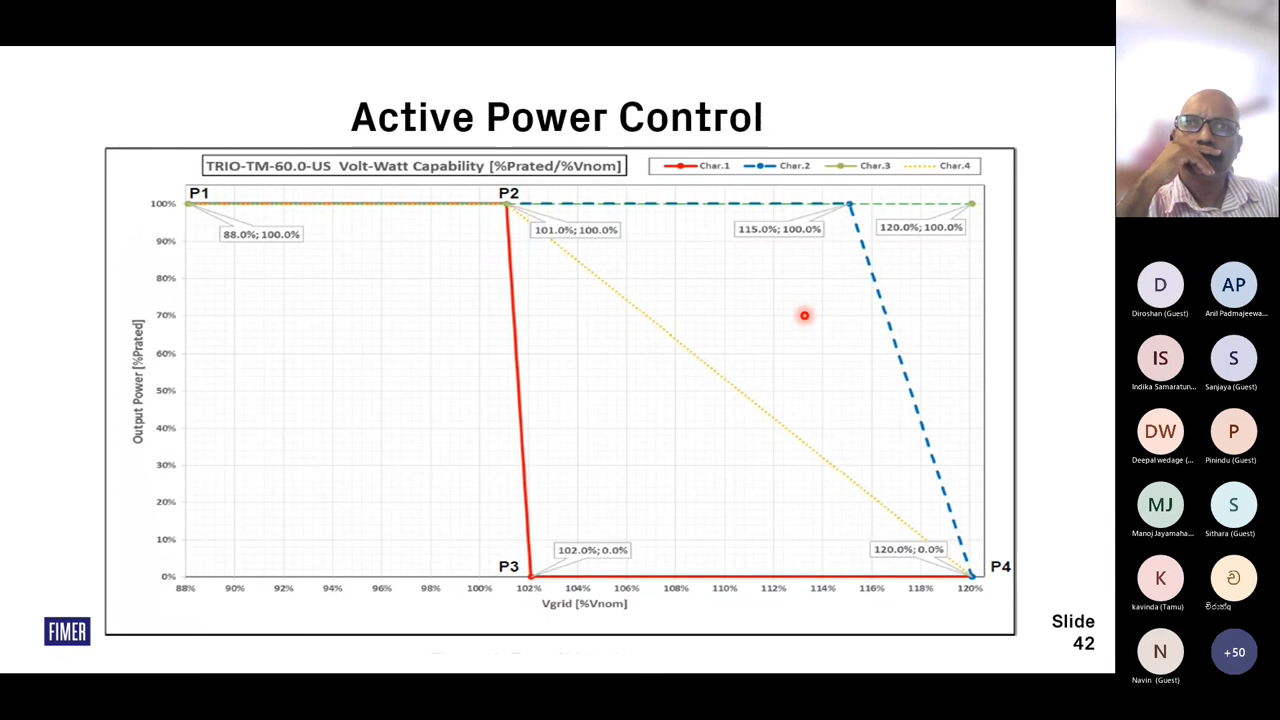 Active Power Control
TRIO-TM-60.0-US Volt-Watt Capability [%Prated/%Vnom]
Char.1 Char.2 Char.3 Char.4
P1 P2
100%
90%
80%
70%
60%
50%
40%
30%
20%
10%
0%
Output Power [%Prated]
88.0%; 100.0%
101.0%; 100.0%
115.0%; 100.0%
120.0%; 100.0%
102.0%; 0.0%
120.0%; 0.0%
P3 P4
88% 90% 92% 94% 96% 98% 100% 102% 104% 106% 108% 110% 112% 114% 116% 118% 120%
Vgrid [%Vnom]
FIMER
Slide
42
D AP
Diroshan (Guest) Anil Padmajeewa...
IS S
Indika Samaratun... Sanjaya (Guest)
DW P
Deepal wedage (... Pinindu (Guest)
MJ S
Manoj Jayamaha... Sithara (Guest)
K ව
kavinda (Tamu)
N +50
Navin (Guest)